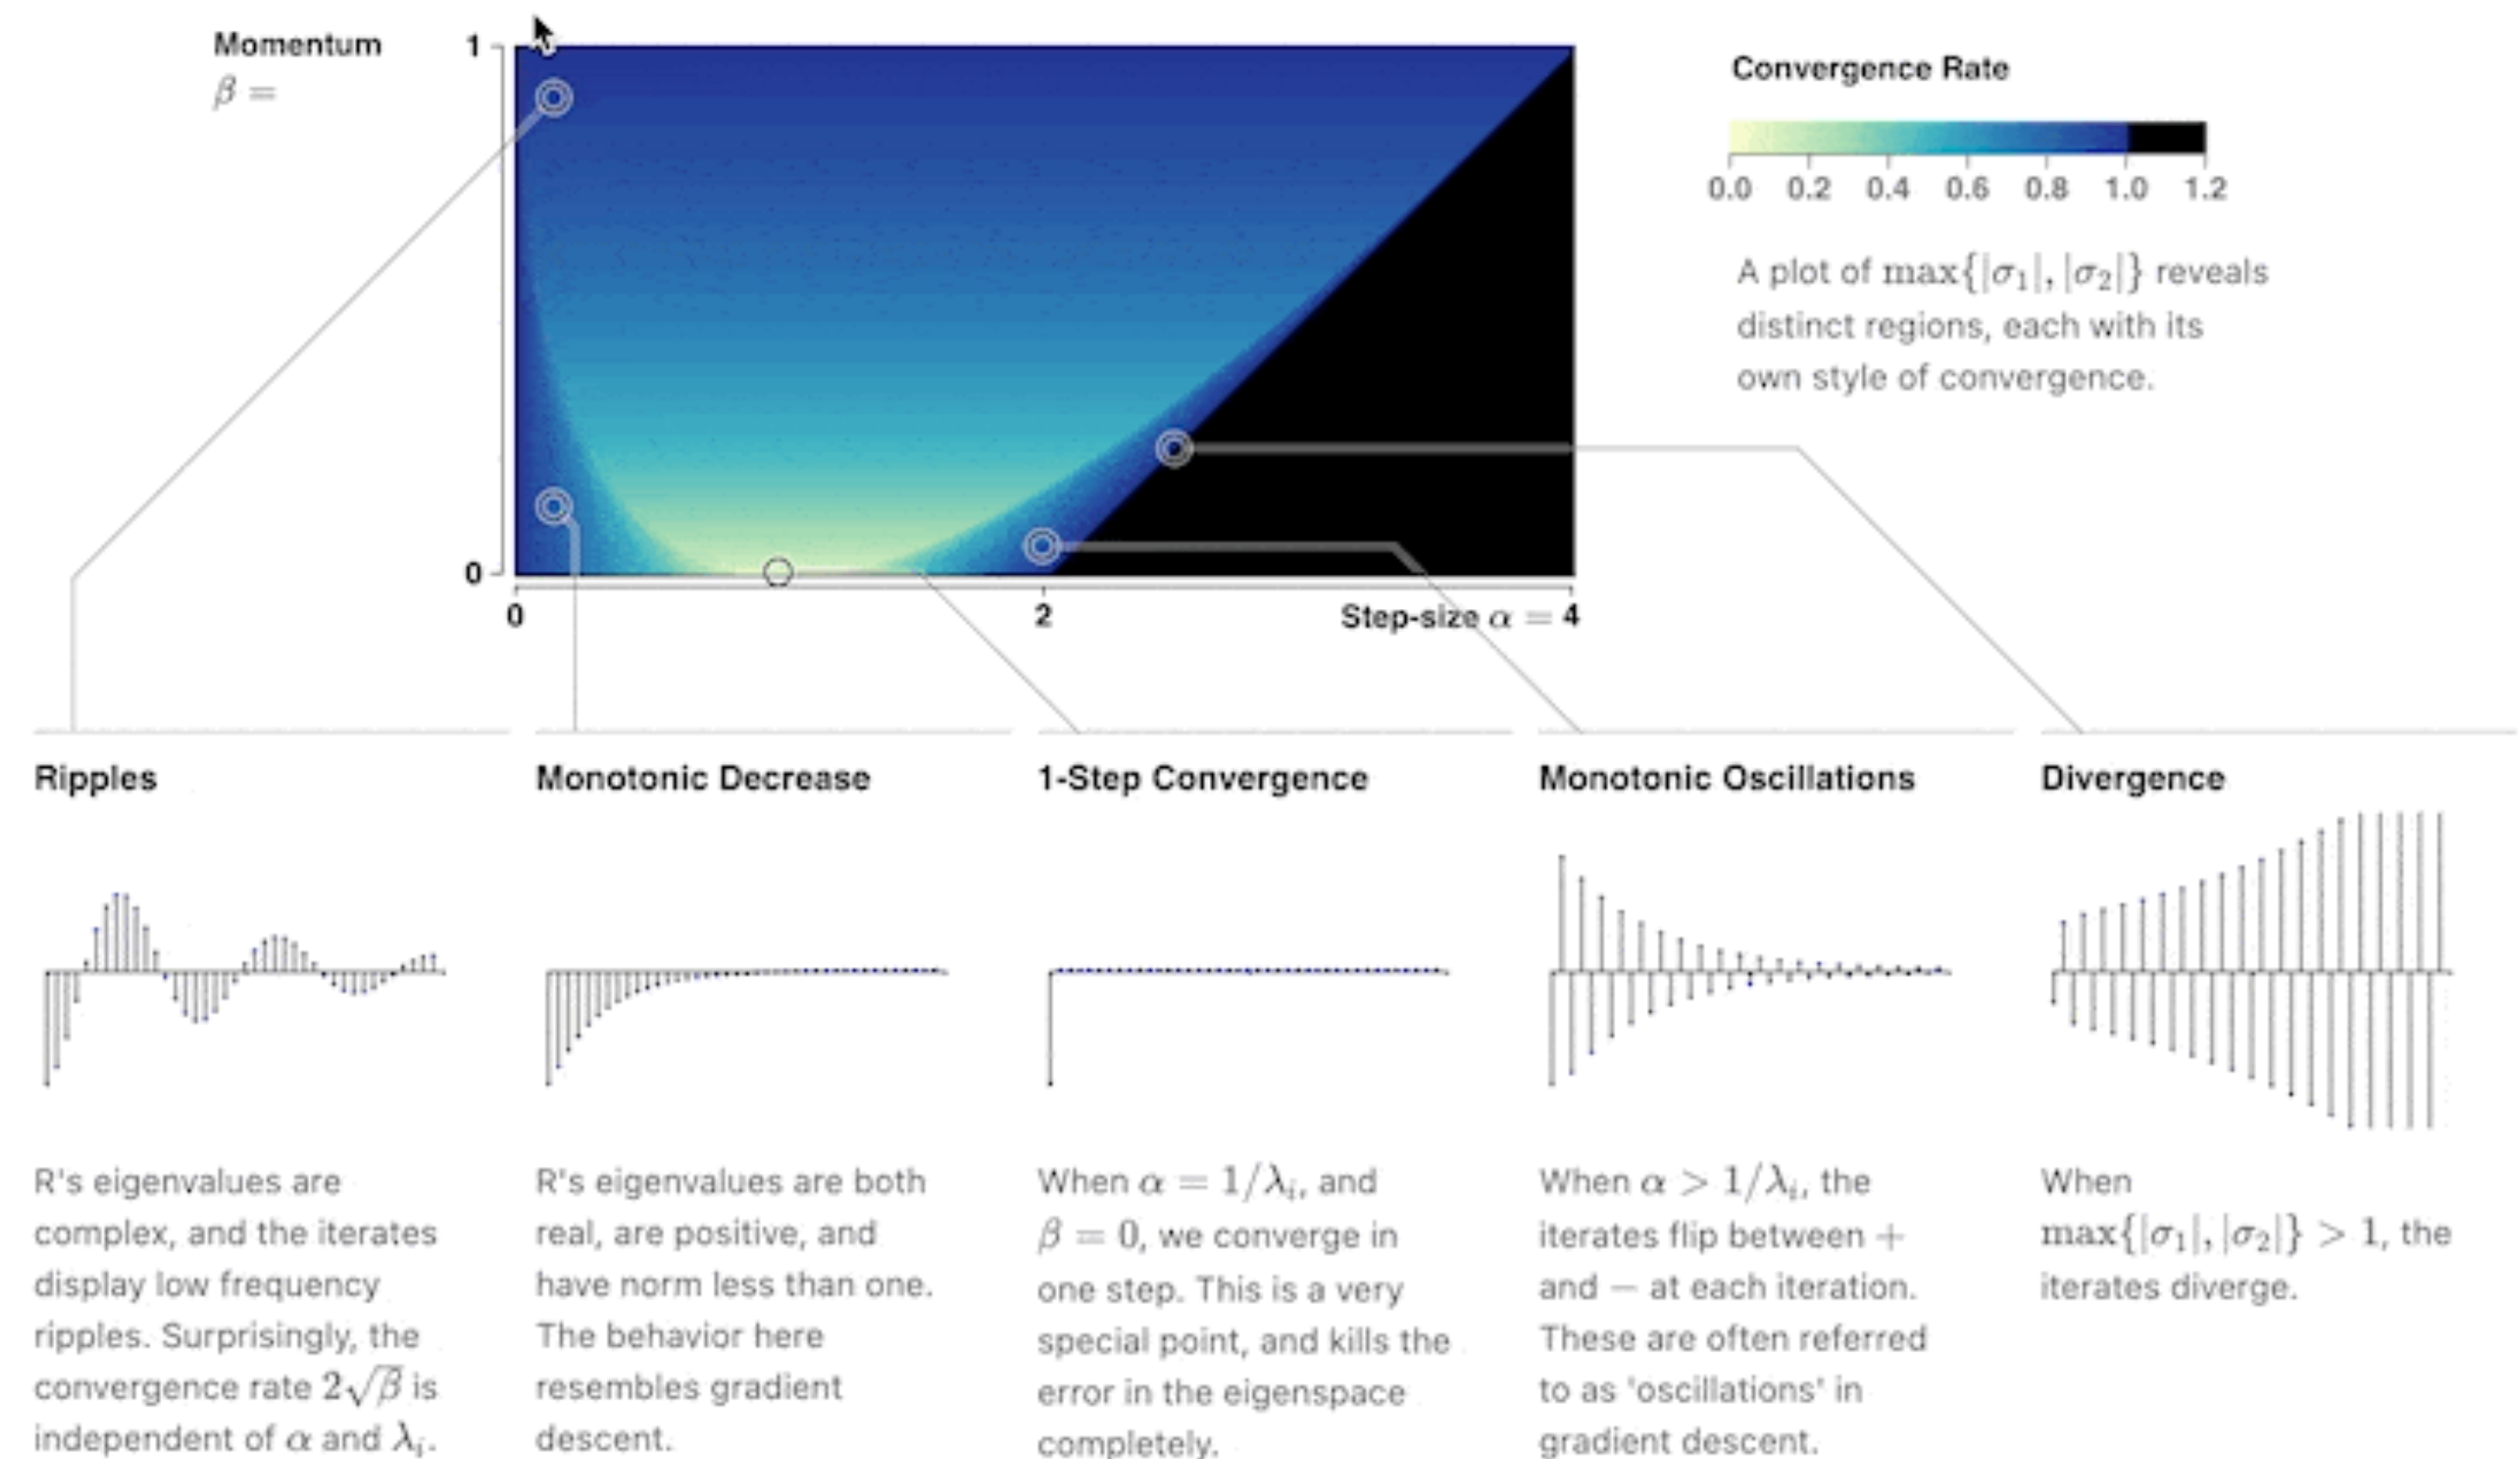 Momentum
β =
1
0
0
2
Step-size α = 4
Convergence Rate
0.0 0.2 0.4 0.6 0.8 1.0 1.2
A plot of max{|σ₁|, |σ₂|} reveals
distinct regions, each with its
own style of convergence.
Ripples
R's eigenvalues are
complex, and the iterates
display low frequency
ripples. Surprisingly, the
convergence rate 2√β is
independent of α and λᵢ.
Monotonic Decrease
R's eigenvalues are both
real, are positive, and
have norm less than one.
The behavior here
resembles gradient
descent.
1-Step Convergence
When α = 1/λᵢ, and
β = 0, we converge in
one step. This is a very
special point, and kills the
error in the eigenspace
completely.
Monotonic Oscillations
When α > 1/λᵢ, the
iterates flip between +
and — at each iteration.
These are often referred
to as 'oscillations' in
gradient descent.
Divergence
When
max{|σ₁|, |σ₂|} > 1, the
iterates diverge.